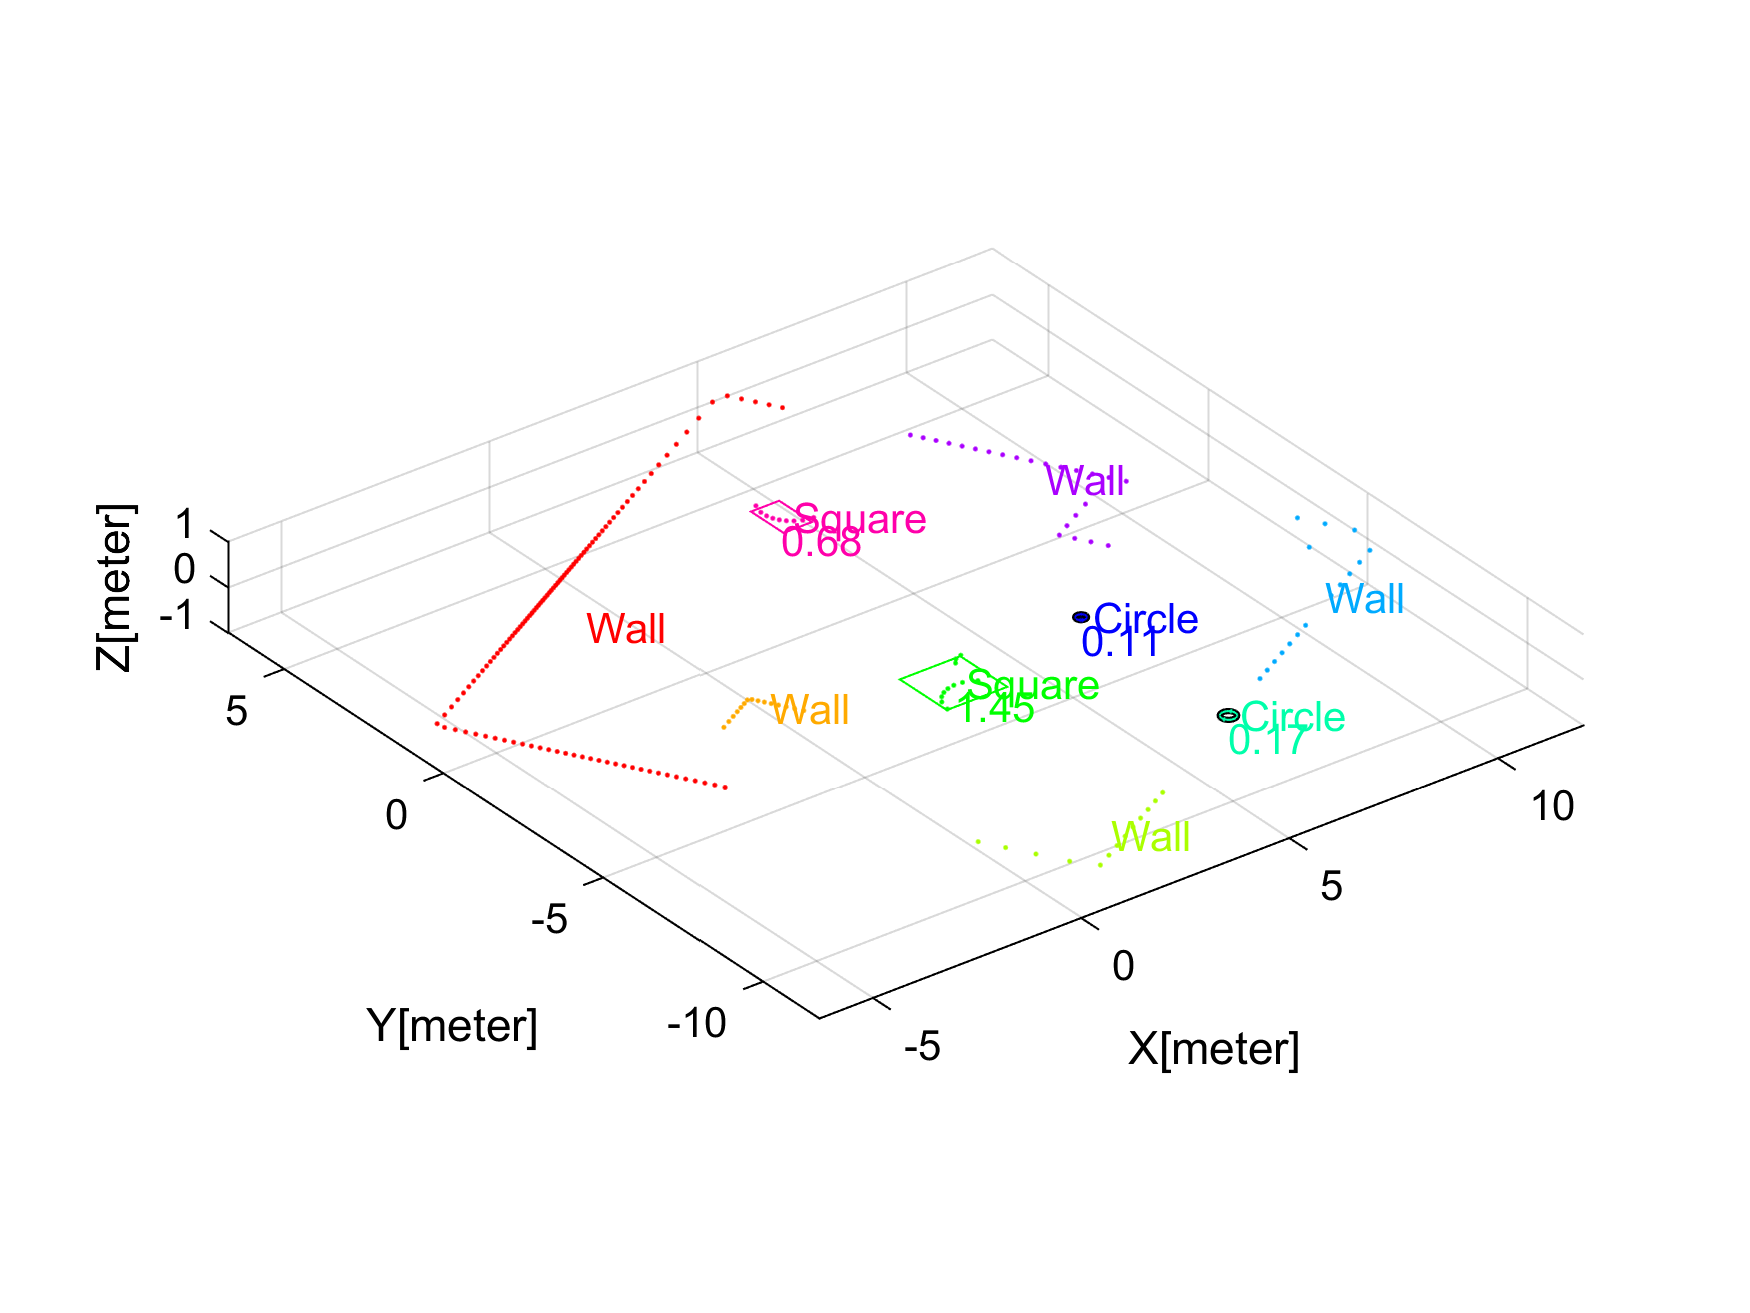 Wall
Square
0.68
1
0
-1
Z[meter]
Wall
Circle
0.11
Wall
Wall
Square
1.45
Circle
0.17
Wall
5
0
-5
-10
Y[meter]
Wall
10
5
0
-5
X[meter]